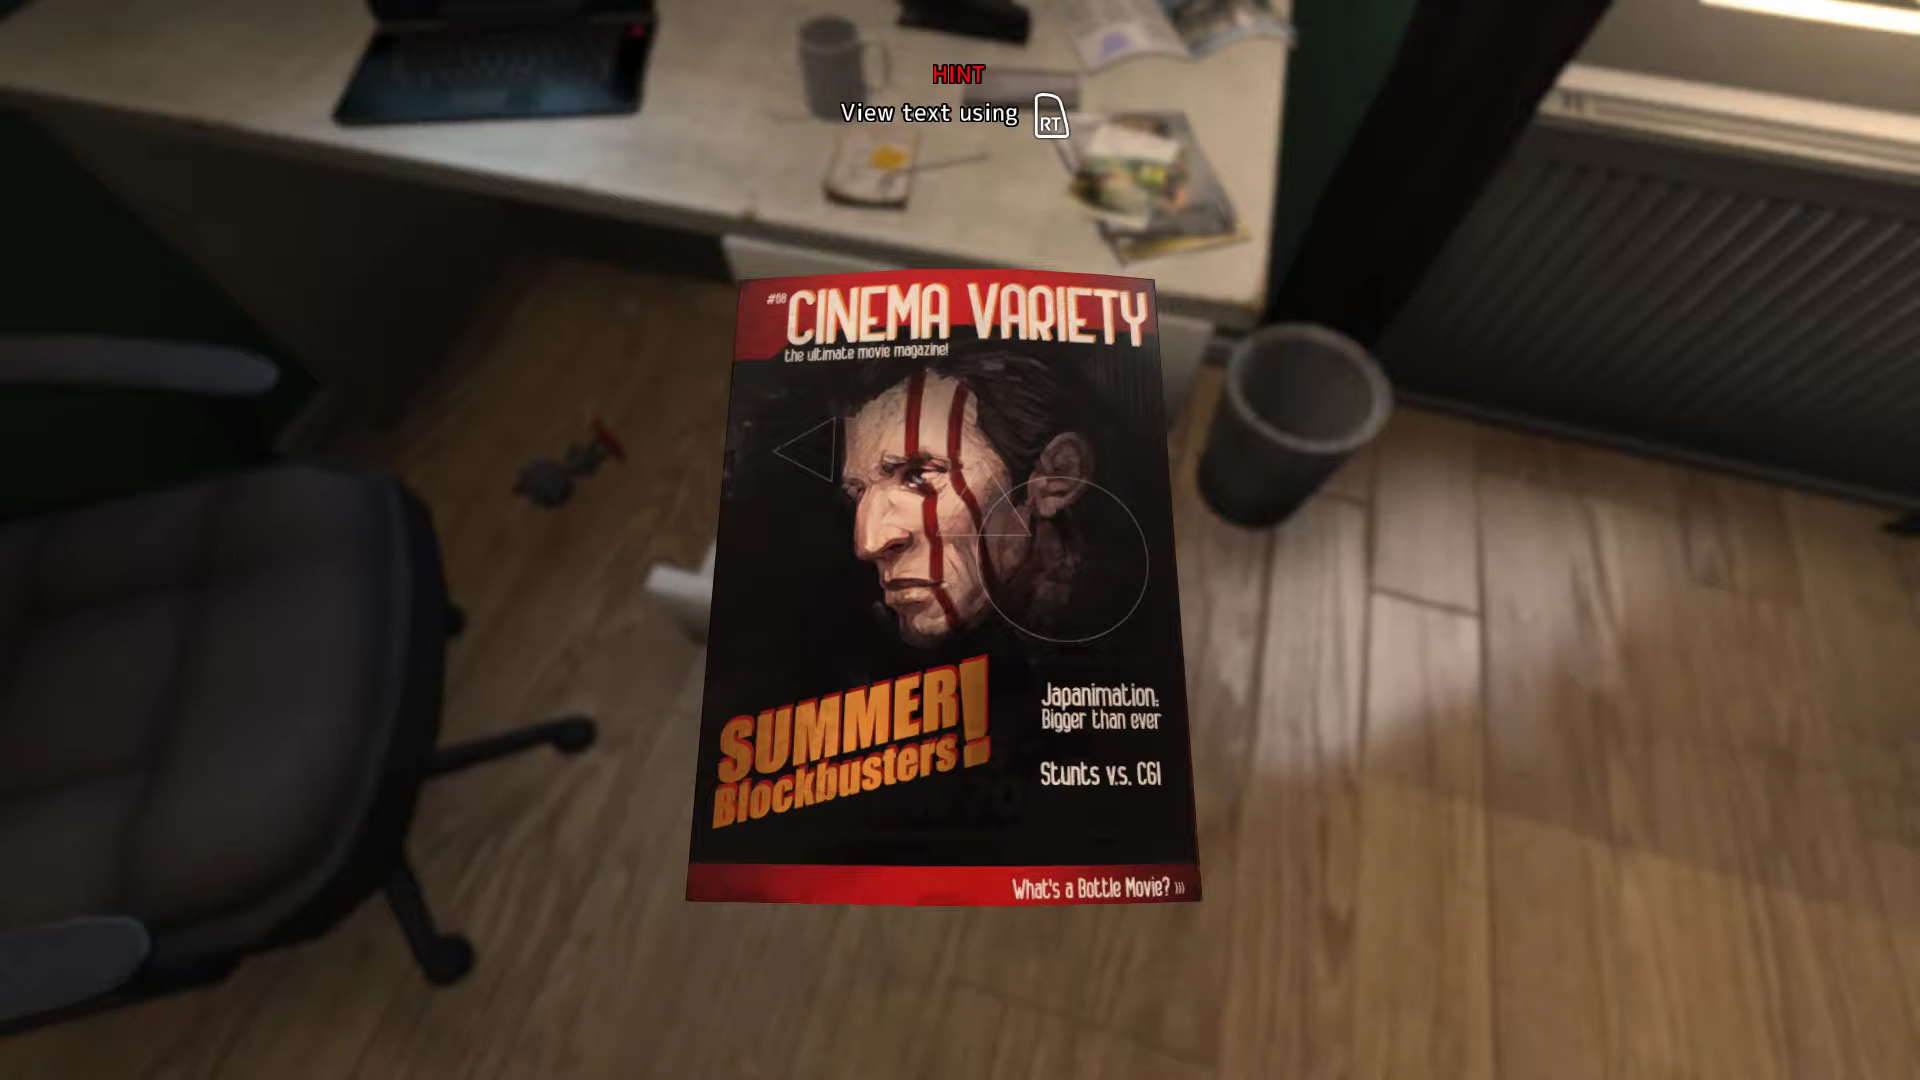 HINT
View text using RT
#68
CINEMA VARIETY
the ultimate movie magazine!
SUMMER!
Blockbusters
Japanimation:
Bigger than ever
Stunts v.s. CGI
What's a Bottle Movie? »»